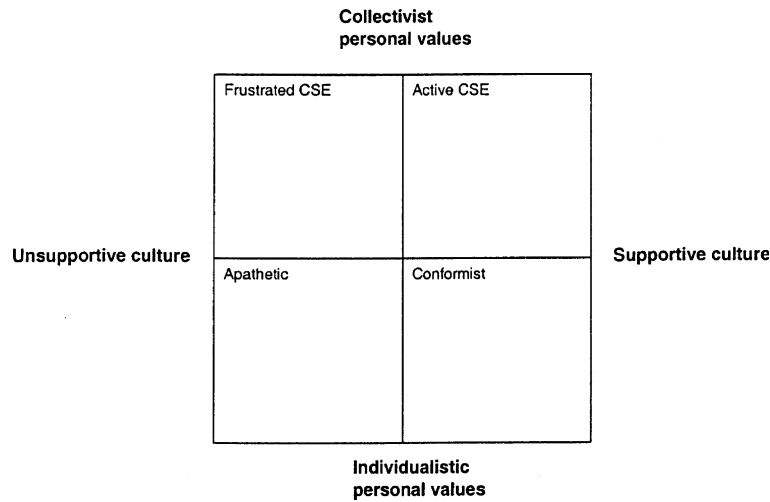 Collectivist
personal values
Frustrated CSE
Active CSE
Unsupportive culture
Supportive culture
Apathetic
Conformist
Individualistic
personal values